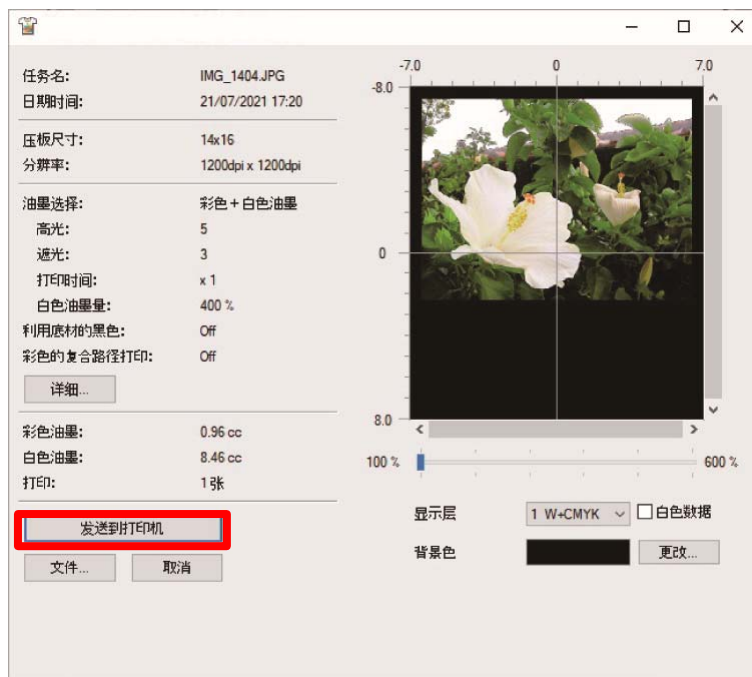 任务名: IMG_1404.JPG
日期时间: 21/07/2021 17:20
压板尺寸: 14x16
分辨率: 1200dpi x 1200dpi
油墨选择: 彩色+白色油墨
高光: 5
遮光: 3
打印时间: x 1
白色油墨量: 400 %
利用底材的黑色: Off
彩色的复合路径打印: Off
详细...
彩色油墨: 0.96 cc
白色油墨: 8.46 cc
打印: 1张
发送到打印机
文件... 取消
-7.0 0 7.0
-8.0
0
8.0
100 % 600 %
显示层 1 W+CMYK 白色数据
背景色 更改...